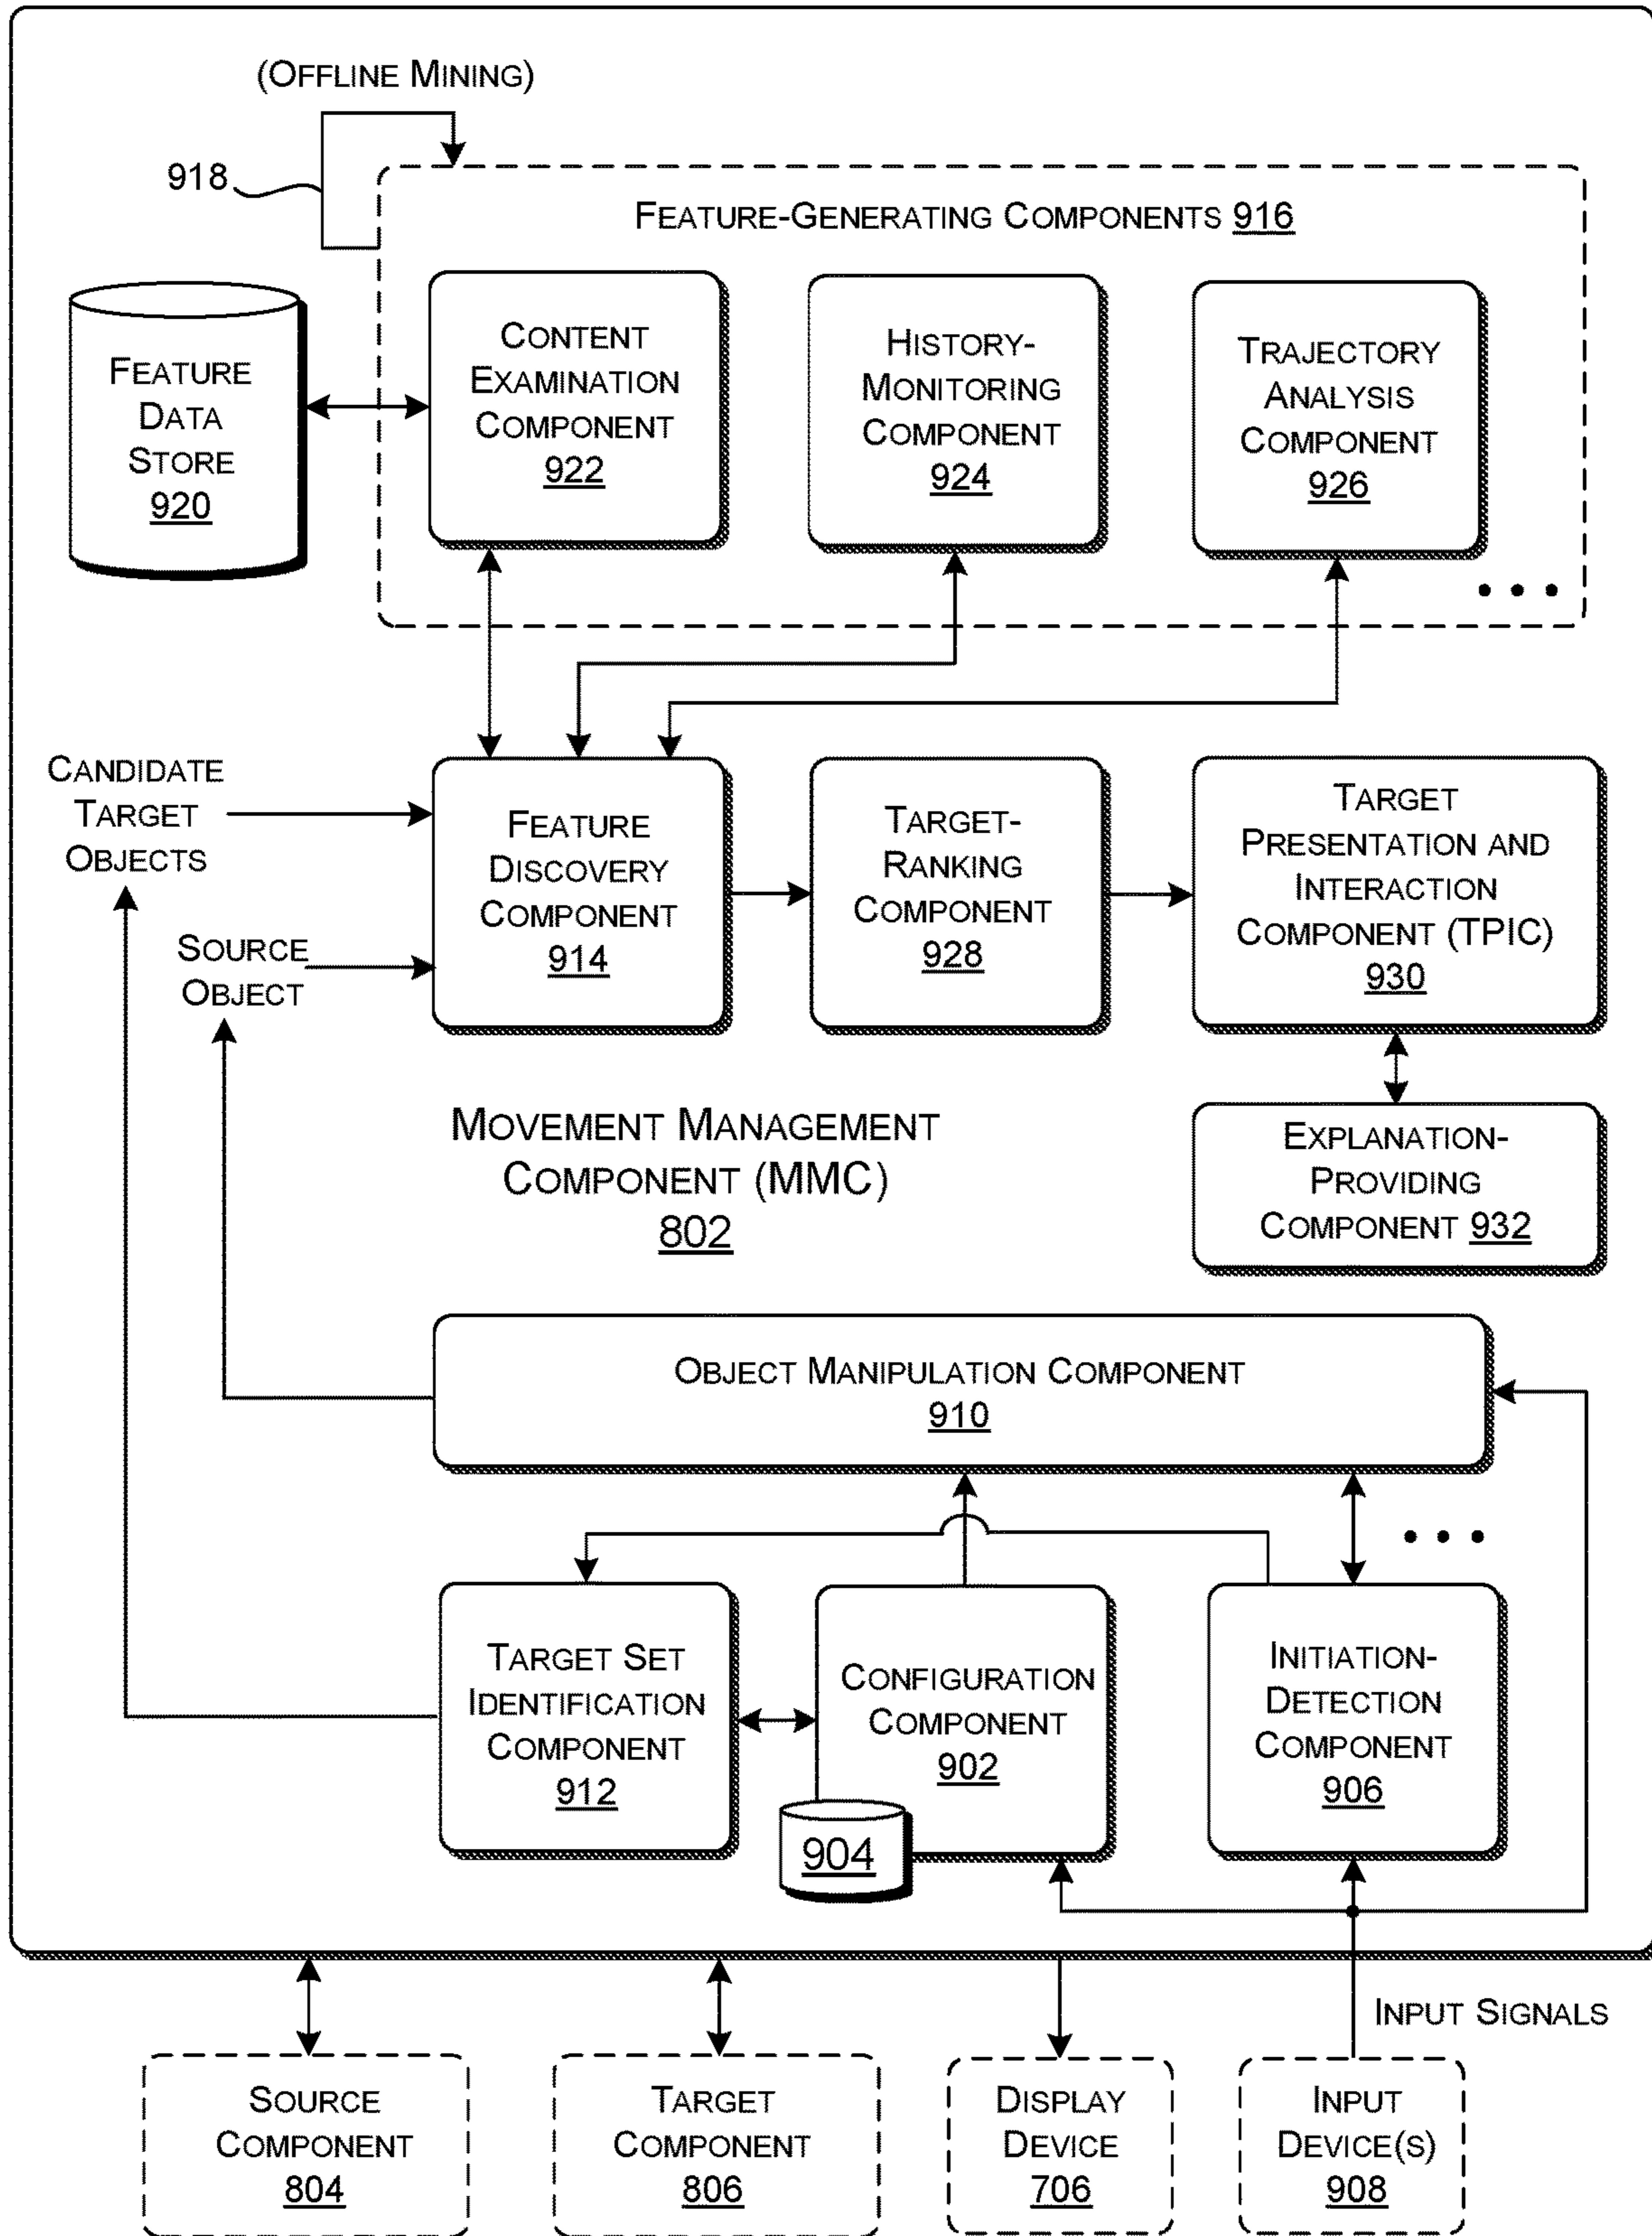 (OFFLINE MINING)
918
FEATURE-GENERATING COMPONENTS 916
FEATURE
DATA
STORE
920
CONTENT
EXAMINATION
COMPONENT
922
HISTORY-
MONITORING
COMPONENT
924
TRAJECTORY
ANALYSIS
COMPONENT
926
CANDIDATE
TARGET
OBJECTS
SOURCE
OBJECT
FEATURE
DISCOVERY
COMPONENT
914
TARGET-
RANKING
COMPONENT
928
TARGET
PRESENTATION AND
INTERACTION
COMPONENT (TPIC)
930
MOVEMENT MANAGEMENT
COMPONENT (MMC)
802
EXPLANATION-
PROVIDING
COMPONENT 932
OBJECT MANIPULATION COMPONENT
910
TARGET SET
IDENTIFICATION
COMPONENT
912
CONFIGURATION
COMPONENT
902
904
INITIATION-
DETECTION
COMPONENT
906
INPUT SIGNALS
SOURCE
COMPONENT
804
TARGET
COMPONENT
806
DISPLAY
DEVICE
706
INPUT
DEVICE(S)
908